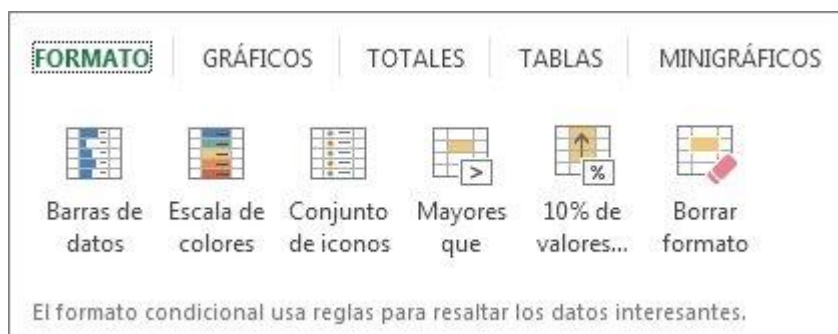 FORMATO GRÁFICOS TOTALES TABLAS MINIGRÁFICOS
> %
Barras de datos
Escala de colores
Conjunto de iconos
Mayores que
10% de valores...
Borrar formato
El formato condicional usa reglas para resaltar los datos interesantes.